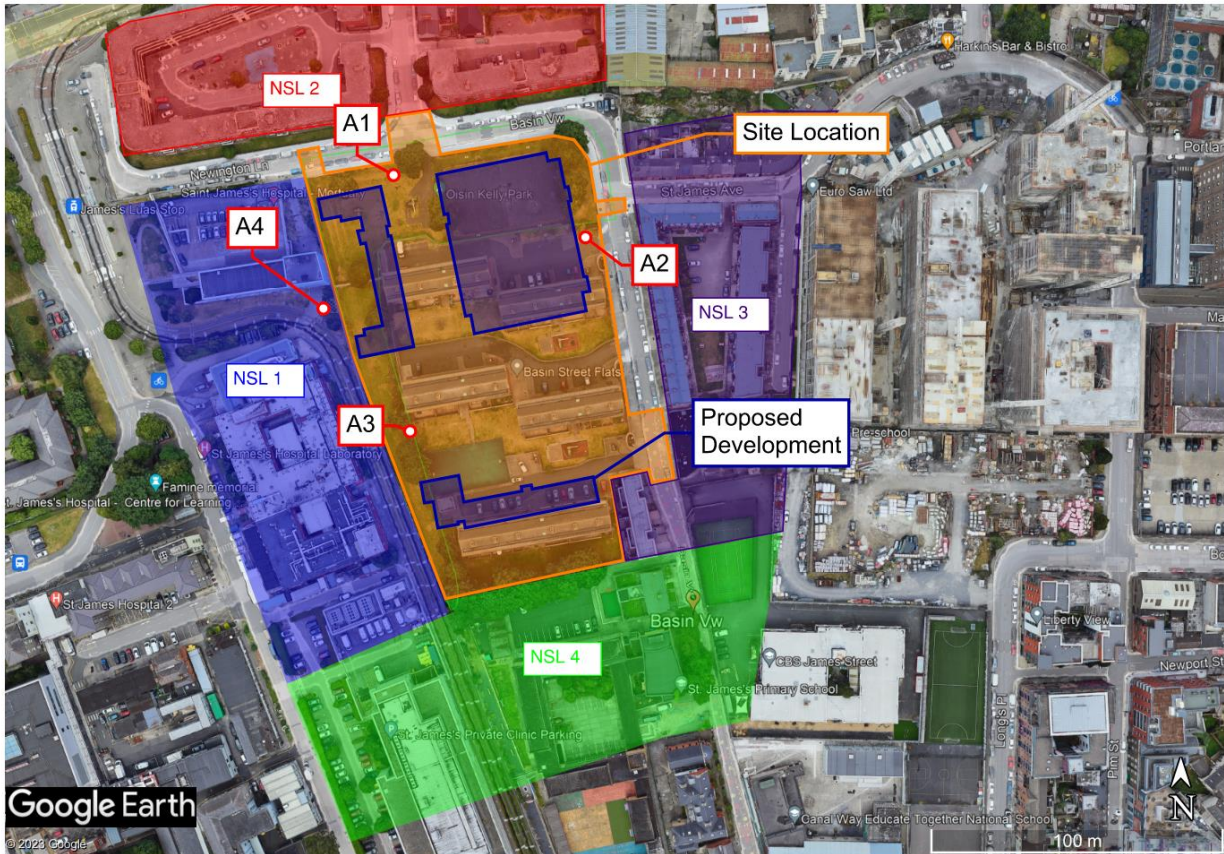 Harkin's Bar & Bistro
NSL 2
A1
Basin Vw
Site Location
Newington Ln
Saint James's Hospital - Mortuary
Oisin Kelly Park
St James Ave
Euro Saw Ltd
James's Luas Stop
A4
A2
NSL 3
Basin Street Flats
NSL 1
A3
Proposed
Development
Pre-school
St James's Hospital Laboratory
Famine memorial
St. James's Hospital -
Centre for Learning
St James Hospital 2
Basin Vw
Liberty View
NSL 4
CBS James Street
Newport St
St. James's Primary School
Long's Pl
Pim St
St. James's Private Clinic Parking
Google Earth
N
Canal Way Educate Together National School
100 m
© 2023 Google